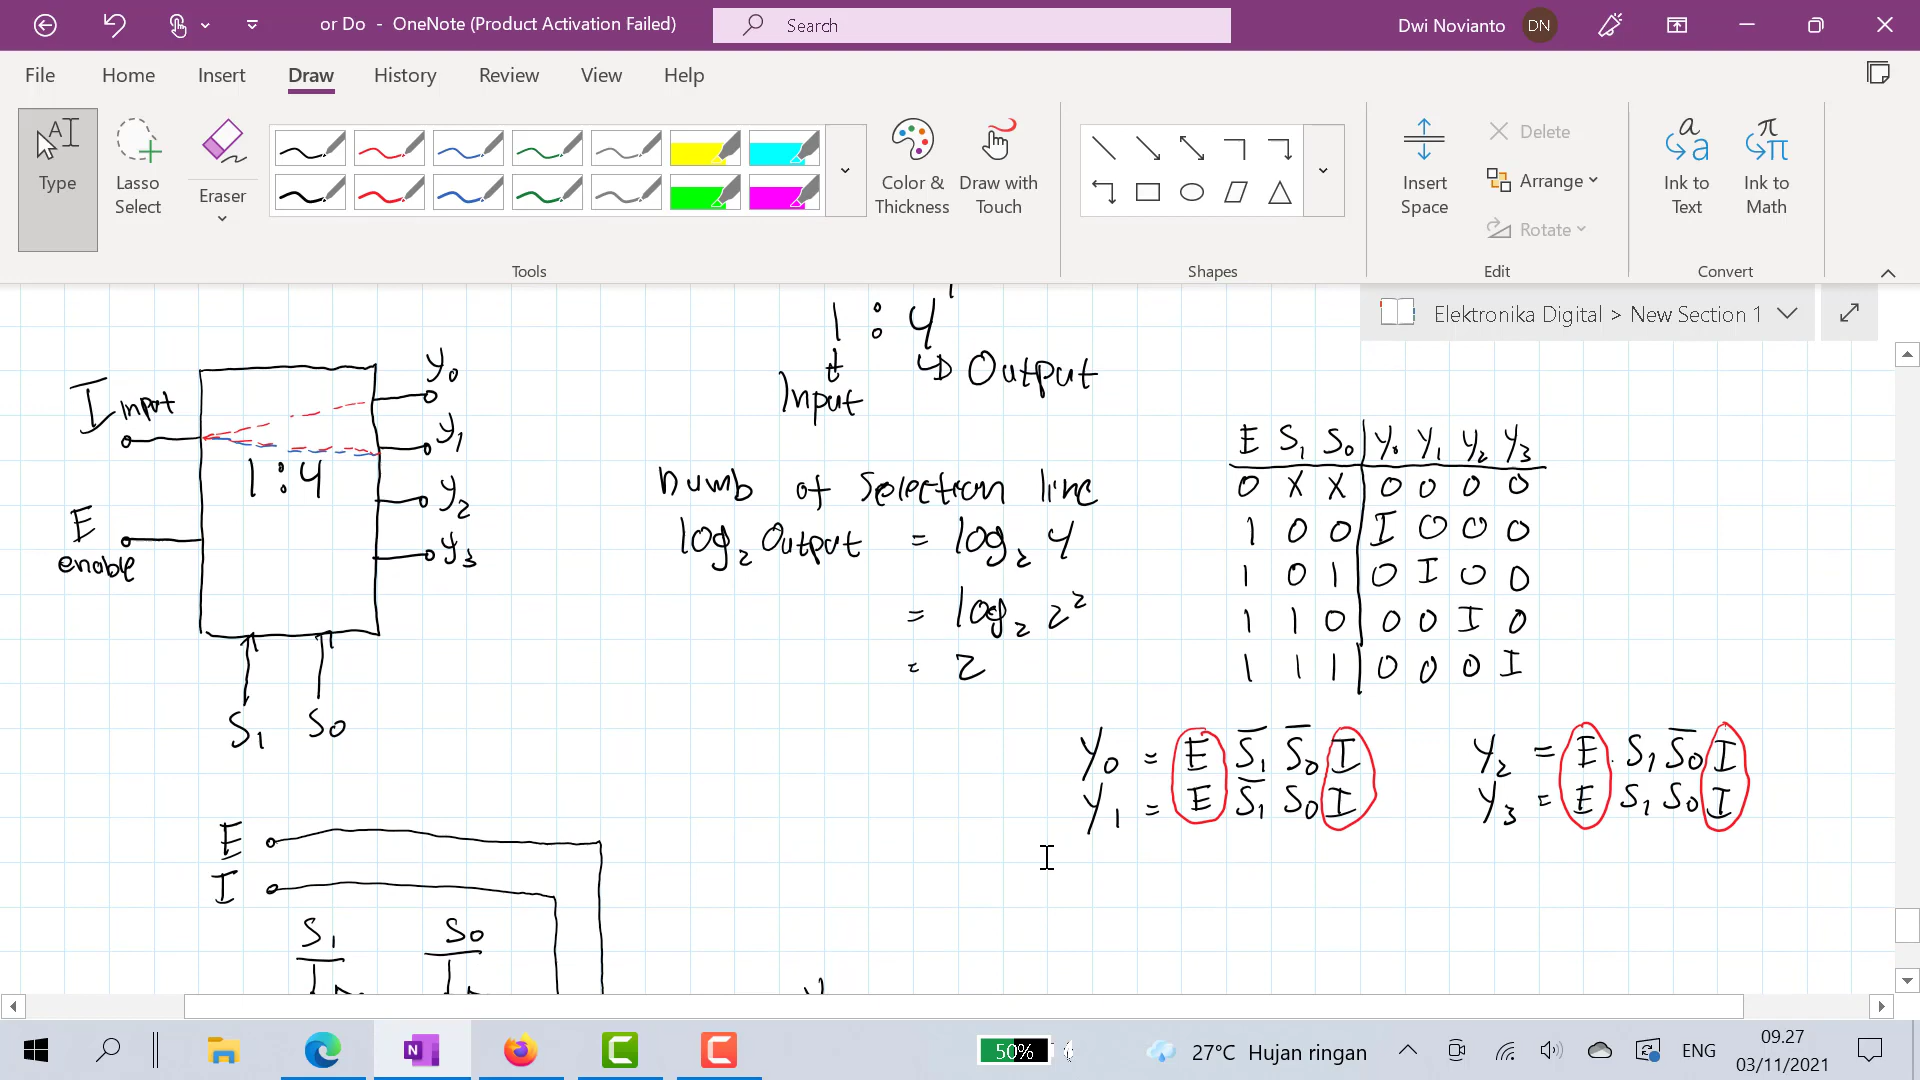 or Do - OneNote (Product Activation Failed)
Search
Dwi Novianto
DN
File Home Insert Draw History Review View Help
Type
Lasso Select
Eraser
Color & Thickness
Draw with Touch
Insert Space
Delete
Arrange
Rotate
Ink to Text
Ink to Math
Tools
Shapes
Edit
Convert
Elektronika Digital > New Section 1
1 : 4
Input
Output
I Input
E enable
1 : 4
Y0
Y1
Y2
Y3
S1 S0
Numb of Selection line
log2 Output = log2 4
= log2 2²
= 2
E S1 S0 Y0 Y1 Y2 Y3
0 X X 0 0 0 0
1 0 0 I 0 0 0
1 0 1 0 I 0 0
1 1 0 0 0 I 0
1 1 1 0 0 0 I
Y0 = E S̅1 S̅0 I
Y1 = E S̅1 S0 I
Y2 = E . S1 S̅0 I
Y3 = E S1 S0 I
E
I
S1 S0
50%
27°C Hujan ringan
ENG
09.27
03/11/2021